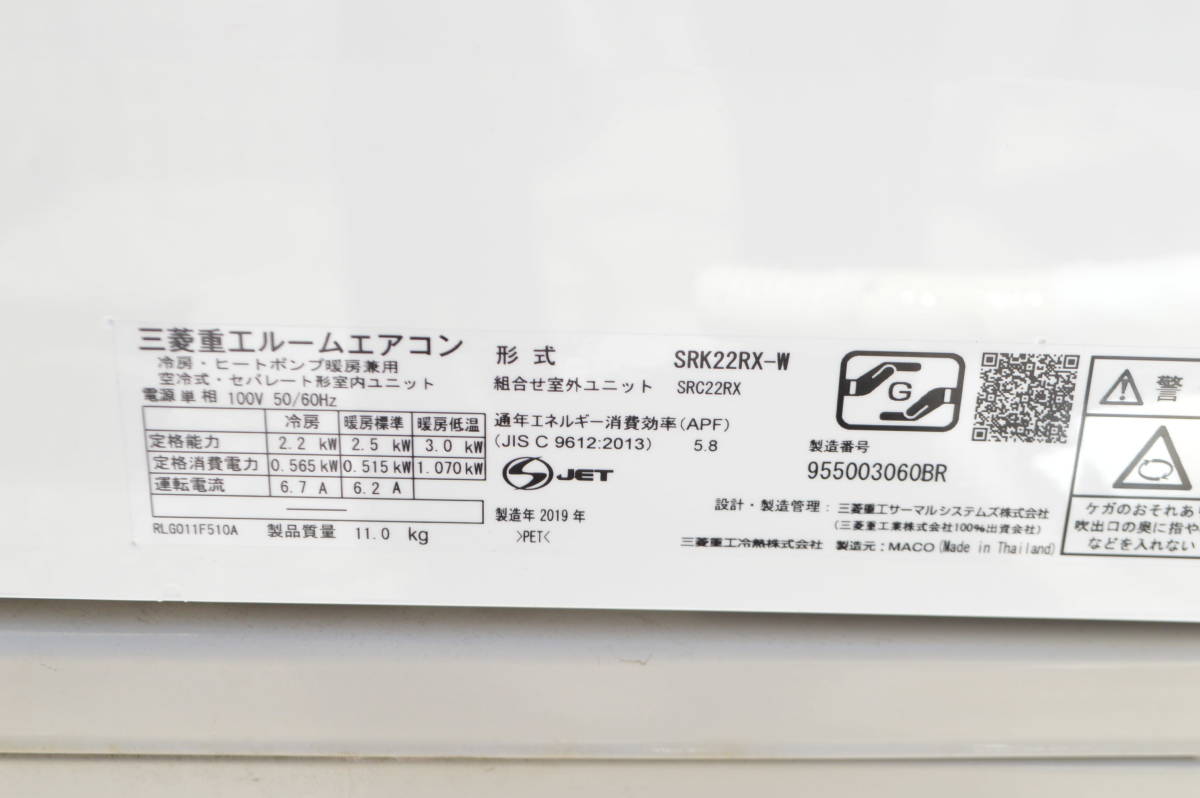 三菱重工ルームエアコン
冷房・ヒートポンプ暖房兼用
空冷式・セパレート形室内ユニット
電源単相 100V 50/60Hz
冷房 暖房標準 暖房低温
定格能力 2.2 kW 2.5 kW 3.0 kW
定格消費電力 0.565 kW 0.515 kW 1.070 kW
運転電流 6.7 A 6.2 A
RLG011F510A 製品質量 11.0 kg
形式 SRK22RX-W
組合せ室外ユニット SRC22RX
通年エネルギー消費効率(APF)
(JIS C 9612:2013) 5.8
S JET
製造年 2019 年
>PET<
G
製造番号
955003060BR
設計・製造管理:三菱重工サーマルシステムズ株式会社
(三菱重工業株式会社100%出資会社)
三菱重工冷熱株式会社 製造元:MACO (Made in Thailand)
警
ケガのおそれあり
吹出口の奥に指や
などを入れない